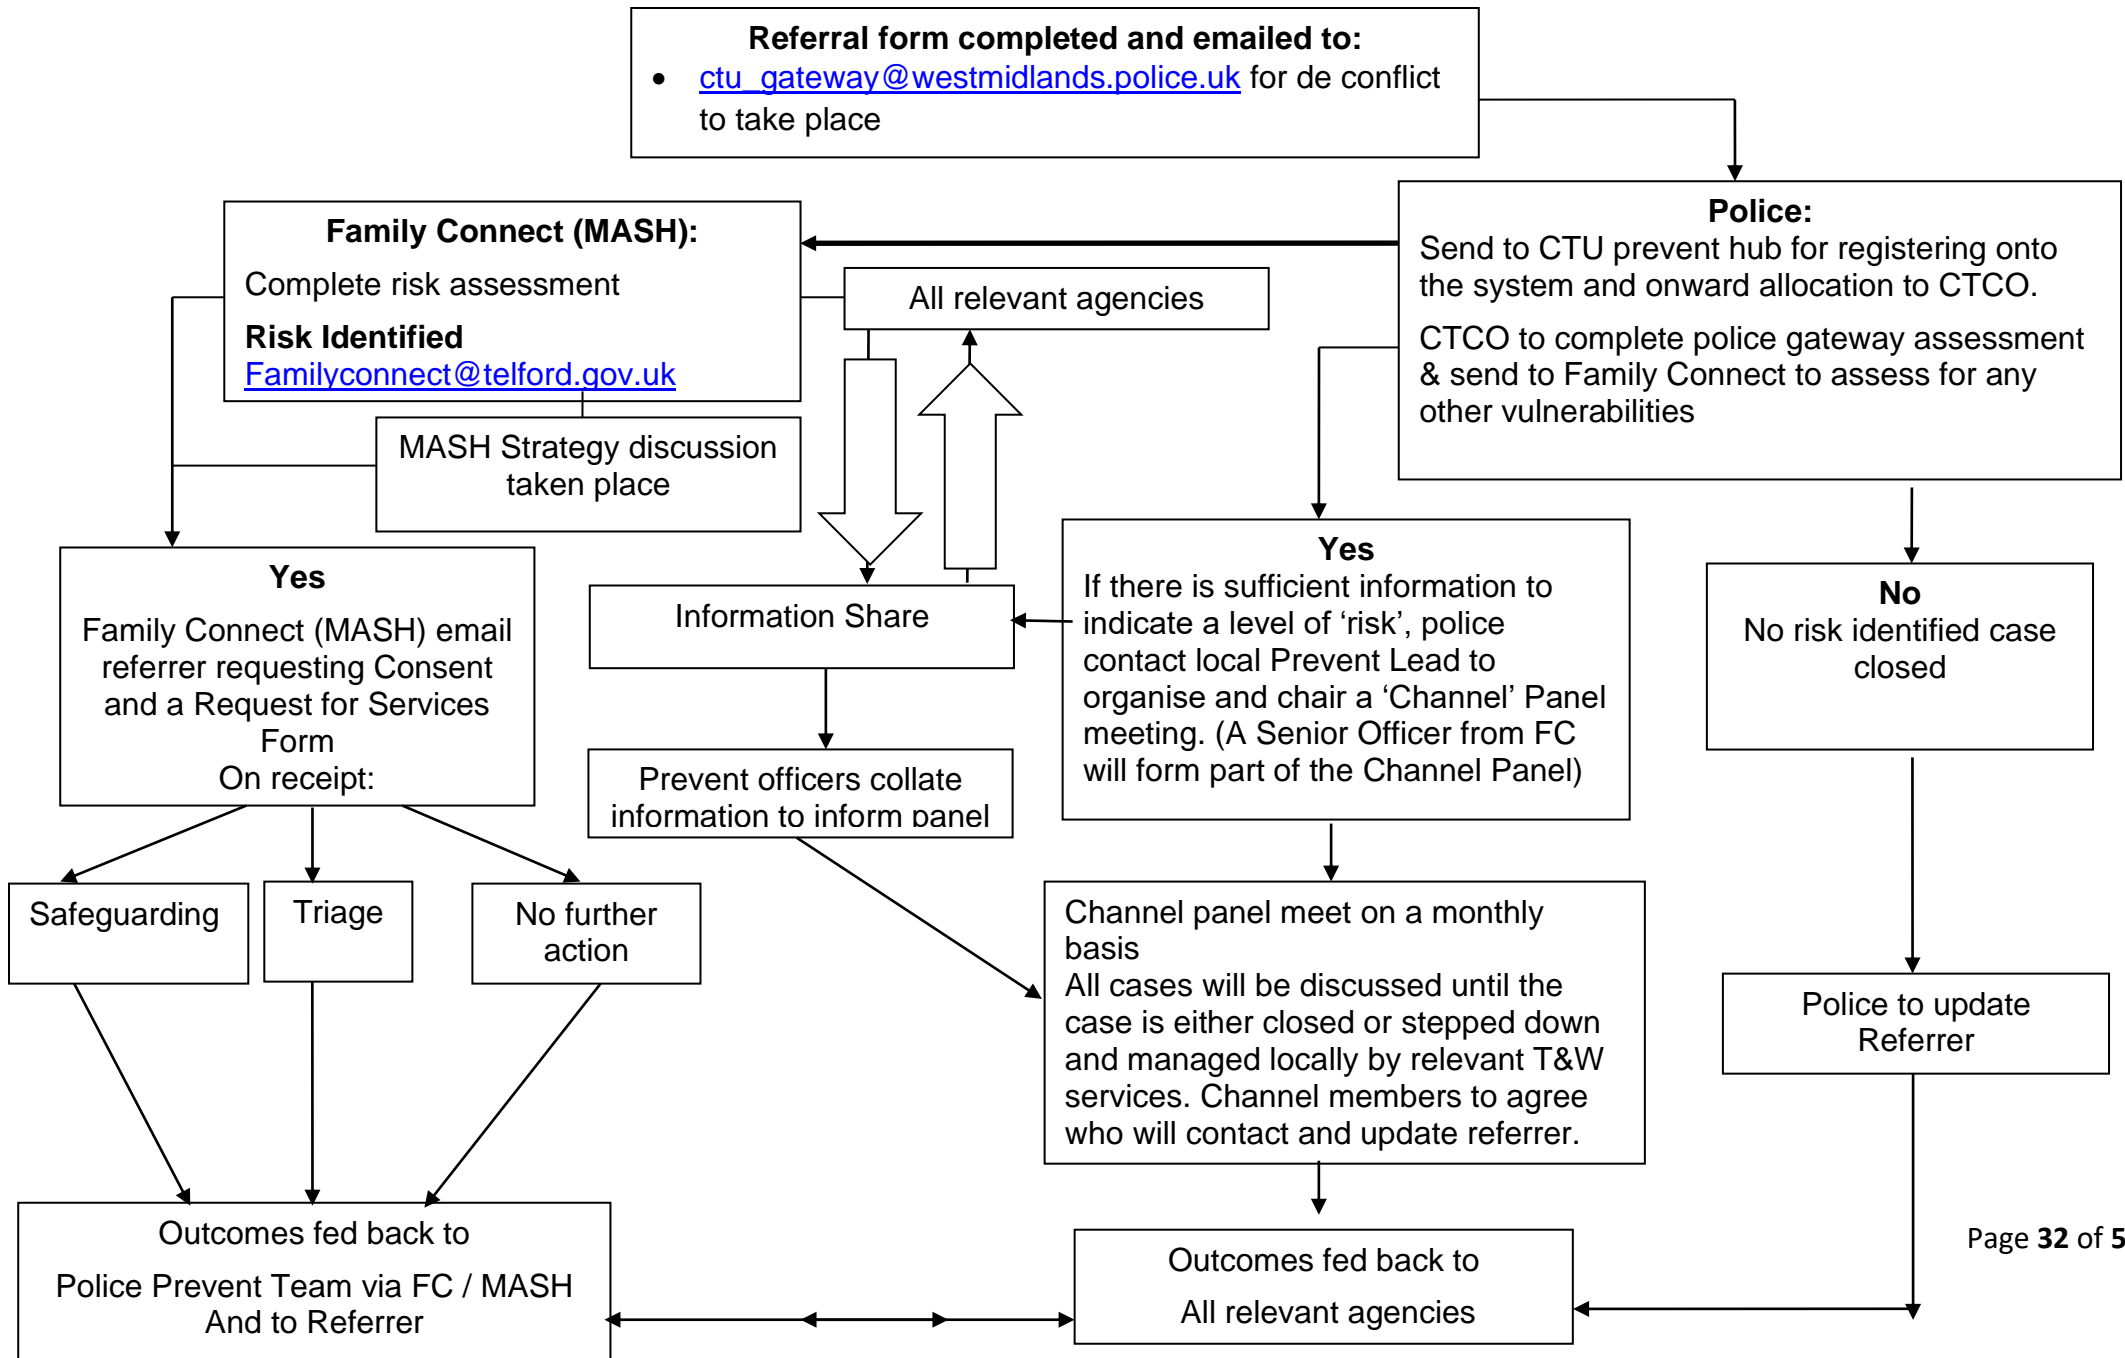 Referral form completed and emailed to:
• ctu_gateway@westmidlands.police.uk for de conflict
to take place
Police:
Send to CTU prevent hub for registering onto
the system and onward allocation to CTCO.
CTCO to complete police gateway assessment
& send to Family Connect to assess for any
other vulnerabilities
Family Connect (MASH):
Complete risk assessment
Risk Identified
Familyconnect@telford.gov.uk
All relevant agencies
MASH Strategy discussion
taken place
Yes
Family Connect (MASH) email
referrer requesting Consent
and a Request for Services
Form
On receipt:
Information Share
Yes
If there is sufficient information to
indicate a level of ‘risk’, police
contact local Prevent Lead to
organise and chair a ‘Channel’ Panel
meeting. (A Senior Officer from FC
will form part of the Channel Panel)
No
No risk identified case
closed
Prevent officers collate
information to inform panel
Safeguarding
Triage
No further
action
Channel panel meet on a monthly
basis
All cases will be discussed until the
case is either closed or stepped down
and managed locally by relevant T&W
services. Channel members to agree
who will contact and update referrer.
Police to update
Referrer
Outcomes fed back to
Police Prevent Team via FC / MASH
And to Referrer
Outcomes fed back to
All relevant agencies
Page 32 of 5